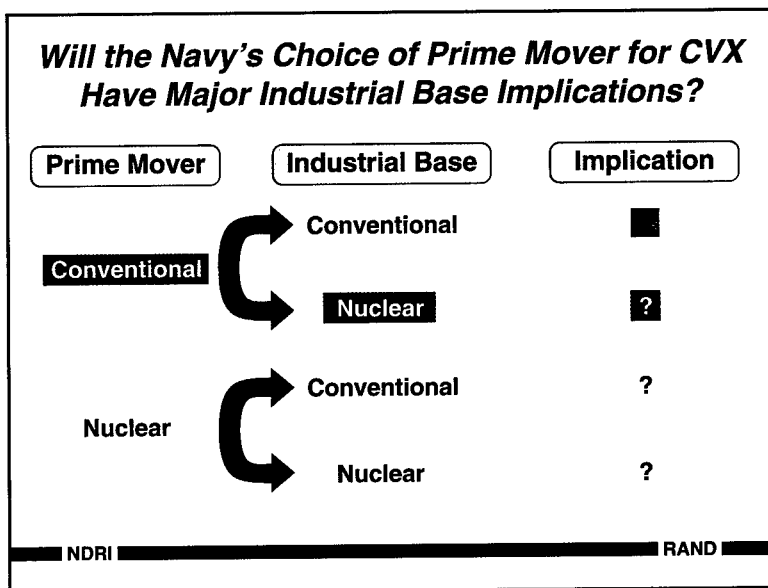 Will the Navy's Choice of Prime Mover for CVX
Have Major Industrial Base Implications?
Prime Mover Industrial Base Implication
Conventional
Conventional
Nuclear ?
Conventional ?
Nuclear
Nuclear ?
NDRI RAND